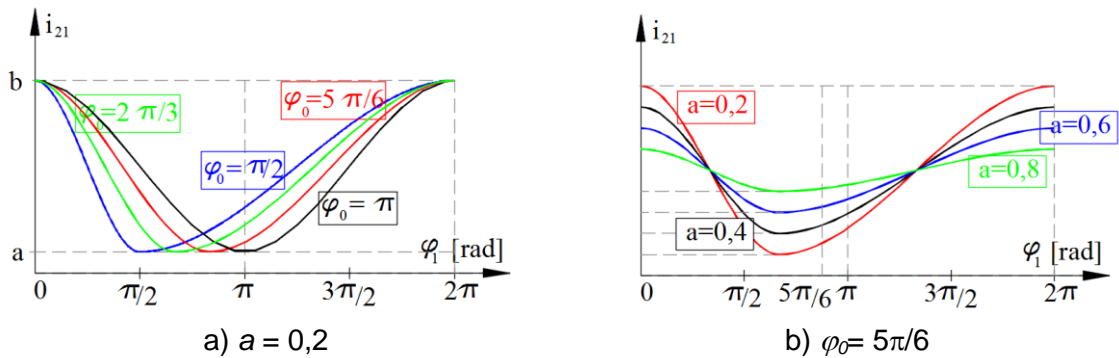 i21
b
φ0=2 π/3
φ0=5 π/6
φ0=π/2
φ0= π
a
φ1 [rad]
0
π/2
π
3π/2
2π
a) a = 0,2
i21
a=0,2
a=0,6
a=0,8
a=0,4
φ1 [rad]
0
π/2
5π/6
π
3π/2
2π
b) φ0= 5π/6